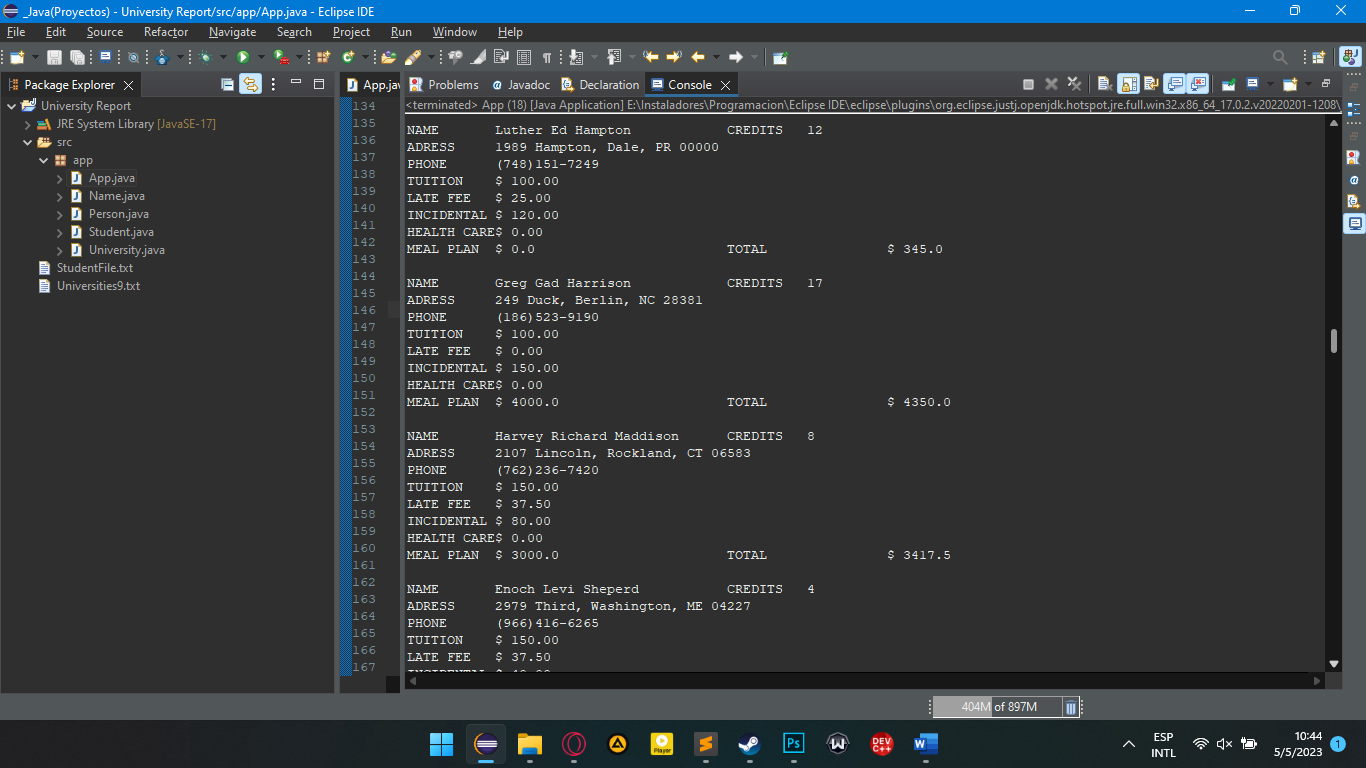 _Java(Proyectos) - University Report/src/app/App.java - Eclipse IDE
File Edit Source Refactor Navigate Search Project Run Window Help
Package Explorer
App.jav
Problems Javadoc Declaration Console
<terminated> App (18) [Java Application] E:\Instaladores\Programacion\Eclipse IDE\eclipse\plugins\org.eclipse.justj.openjdk.hotspot.jre.full.win32.x86_64_17.0.2.v20220201-1208\
University Report
JRE System Library [JavaSE-17]
src
app
App.java
Name.java
Person.java
Student.java
University.java
StudentFile.txt
Universities9.txt
134
135
136
137
138
139
140
141
142
143
144
145
146
147
148
149
150
151
152
153
154
155
156
157
158
159
160
161
162
163
164
165
166
167
NAME Luther Ed Hampton CREDITS 12
ADRESS 1989 Hampton, Dale, PR 00000
PHONE (748)151-7249
TUITION $ 100.00
LATE FEE $ 25.00
INCIDENTAL $ 120.00
HEALTH CARE$ 0.00
MEAL PLAN $ 0.0 TOTAL $ 345.0
NAME Greg Gad Harrison CREDITS 17
ADRESS 249 Duck, Berlin, NC 28381
PHONE (186)523-9190
TUITION $ 100.00
LATE FEE $ 0.00
INCIDENTAL $ 150.00
HEALTH CARE$ 0.00
MEAL PLAN $ 4000.0 TOTAL $ 4350.0
NAME Harvey Richard Maddison CREDITS 8
ADRESS 2107 Lincoln, Rockland, CT 06583
PHONE (762)236-7420
TUITION $ 150.00
LATE FEE $ 37.50
INCIDENTAL $ 80.00
HEALTH CARE$ 0.00
MEAL PLAN $ 3000.0 TOTAL $ 3417.5
NAME Enoch Levi Sheperd CREDITS 4
ADRESS 2979 Third, Washington, ME 04227
PHONE (966)416-6265
TUITION $ 150.00
LATE FEE $ 37.50
404M of 897M
Player
Ps
DEV C++
W
ESP
INTL
10:44
5/5/2023
1